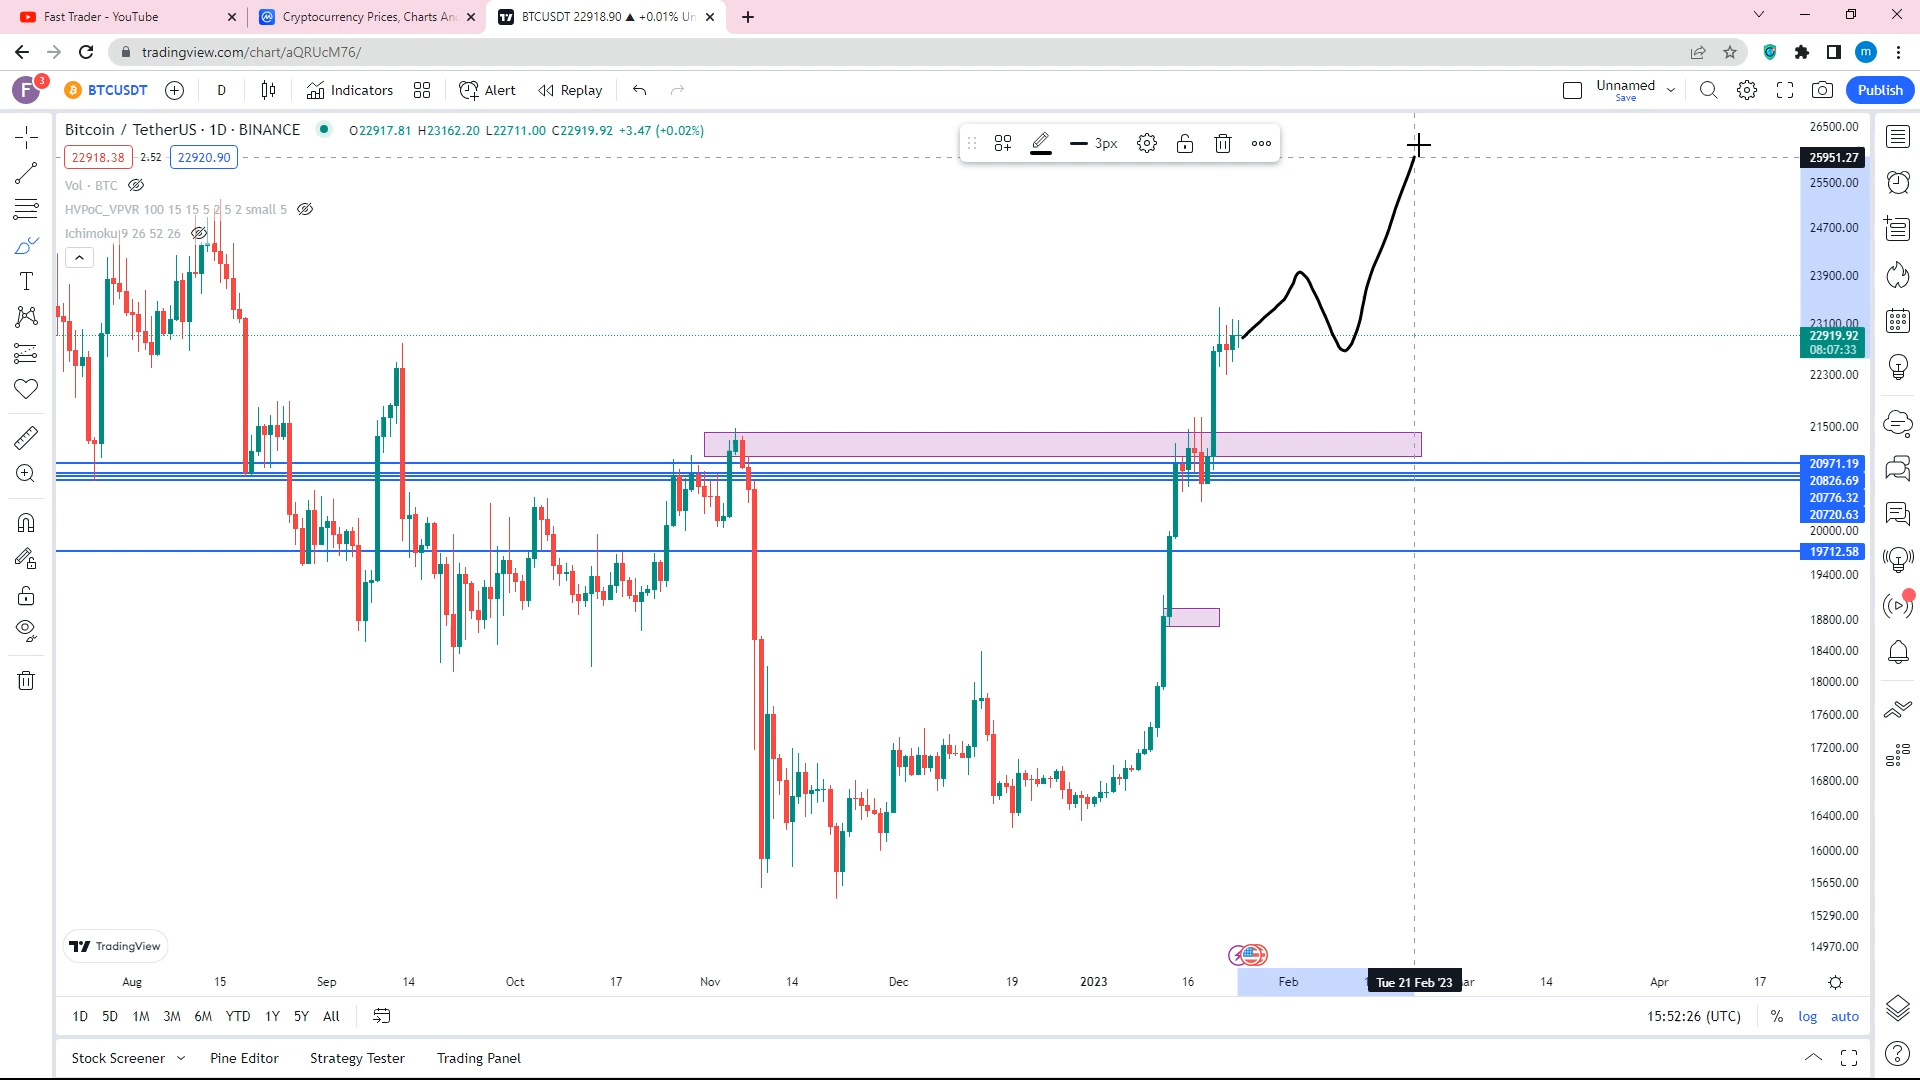 Fast Trader - YouTube
Cryptocurrency Prices, Charts An
BTCUSDT 22918.90 ▲ +0.01% Un
tradingview.com/chart/aQRUcM76/
m
F 3 BTCUSDT D Indicators Alert Replay Unnamed Save Publish
Bitcoin / TetherUS · 1D · BINANCE O22917.81 H23162.20 L22711.00 C22919.92 +3.47 (+0.02%)
22918.38 2.52 22920.90
3px
Vol · BTC
HVPoC_VPVR 100 15 15 5 2 5 2 small 5
Ichimoku 9 26 52 26
26500.00
25951.27
25500.00
24700.00
23900.00
23100.00
22919.92
08:07:33
22300.00
21500.00
20971.19
20826.69
20776.32
20720.63
20000.00
19712.58
19400.00
18800.00
18400.00
18000.00
17600.00
17200.00
16800.00
16400.00
16000.00
15650.00
15290.00
14970.00
TradingView
Aug 15 Sep 14 Oct 17 Nov 14 Dec 19 2023 16 Feb Tue 21 Feb '23 ar 14 Apr 17
1D 5D 1M 3M 6M YTD 1Y 5Y All 15:52:26 (UTC) % log auto
Stock Screener Pine Editor Strategy Tester Trading Panel